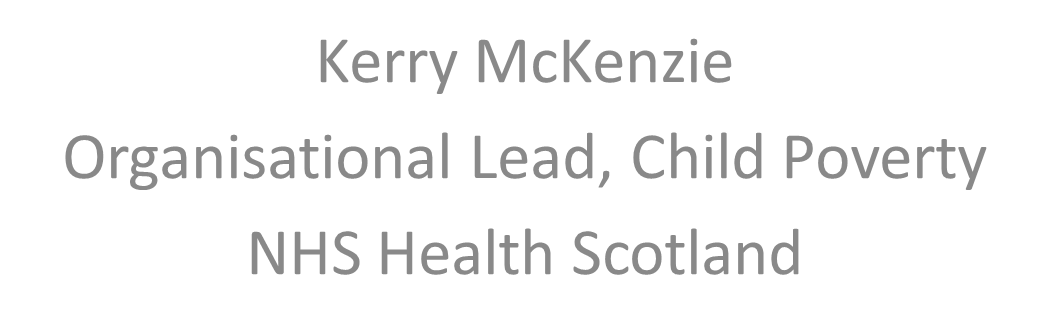 Kerry McKenzie
Organisational Lead, Child Poverty
NHS Health Scotland